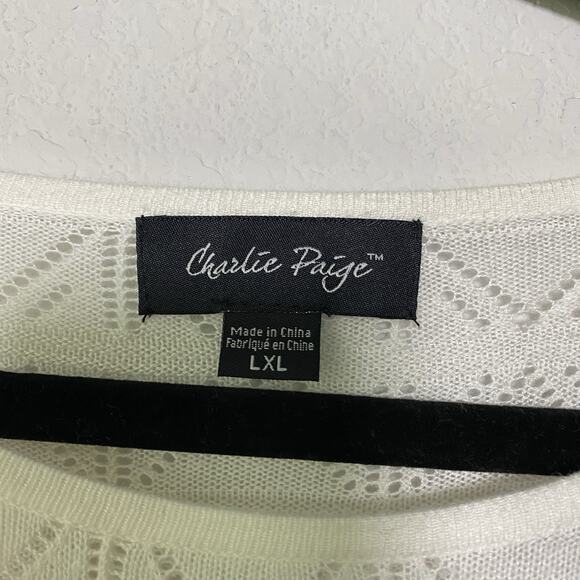 Charlie Paige™
Made in China
Fabriqué en Chine
LXL